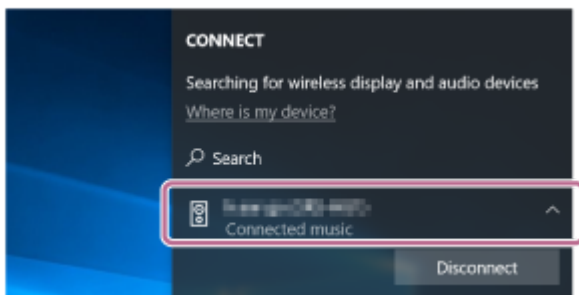 CONNECT
Searching for wireless display and audio devices
Where is my device?
Search
Connected music
Disconnect